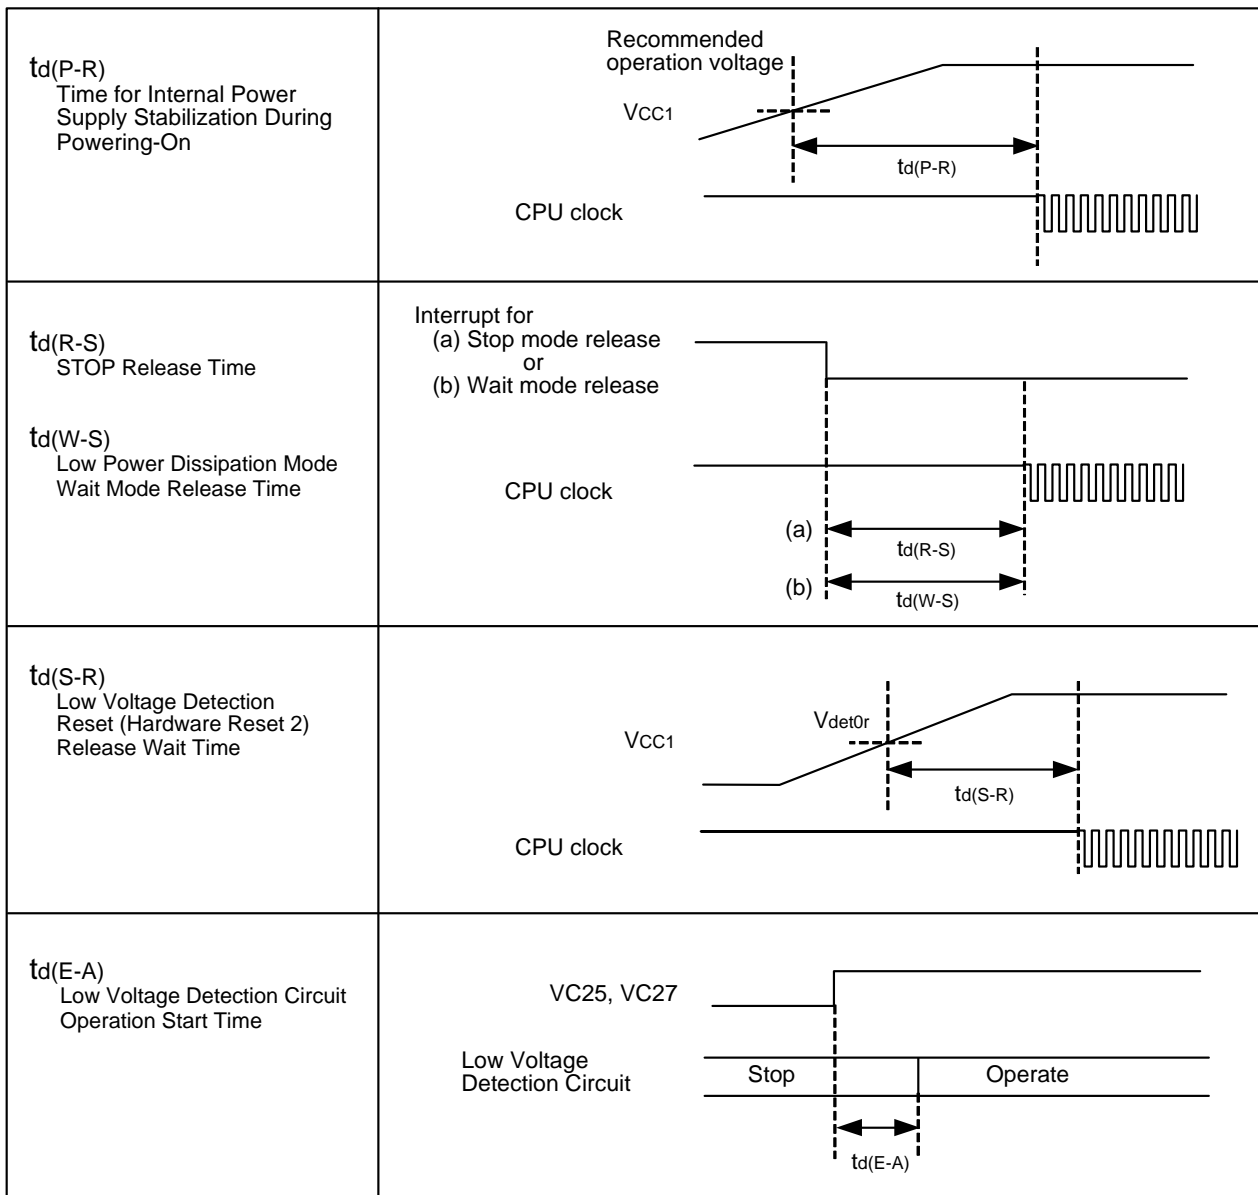 td(P-R)
Time for Internal Power
Supply Stabilization During
Powering-On
Recommended
operation voltage
VCC1
td(P-R)
CPU clock
td(R-S)
STOP Release Time
td(W-S)
Low Power Dissipation Mode
Wait Mode Release Time
Interrupt for
(a) Stop mode release
or
(b) Wait mode release
CPU clock
(a)
td(R-S)
(b)
td(W-S)
td(S-R)
Low Voltage Detection
Reset (Hardware Reset 2)
Release Wait Time
Vdet0r
VCC1
td(S-R)
CPU clock
td(E-A)
Low Voltage Detection Circuit
Operation Start Time
VC25, VC27
Low Voltage
Detection Circuit
Stop
Operate
td(E-A)